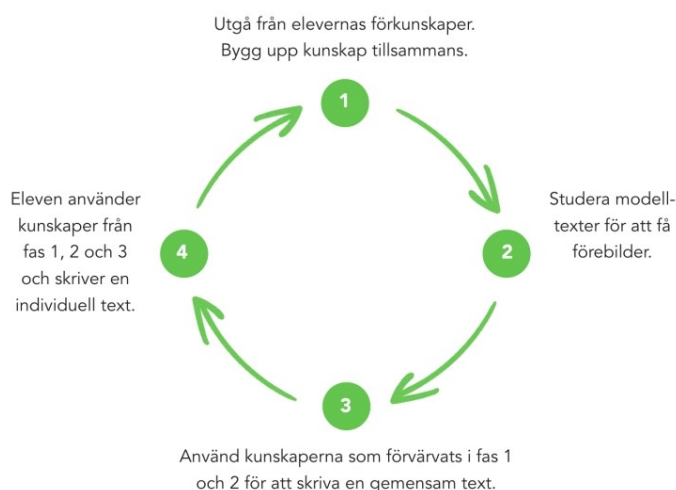 Utgå från elevernas förkunskaper.
Bygg upp kunskap tillsammans.
1
Studera modell-
texter för att få
förebilder.
2
3
Använd kunskaperna som förvärvats i fas 1
och 2 för att skriva en gemensam text.
Eleven använder
kunskaper från
fas 1, 2 och 3
och skriver en
individuell text.
4